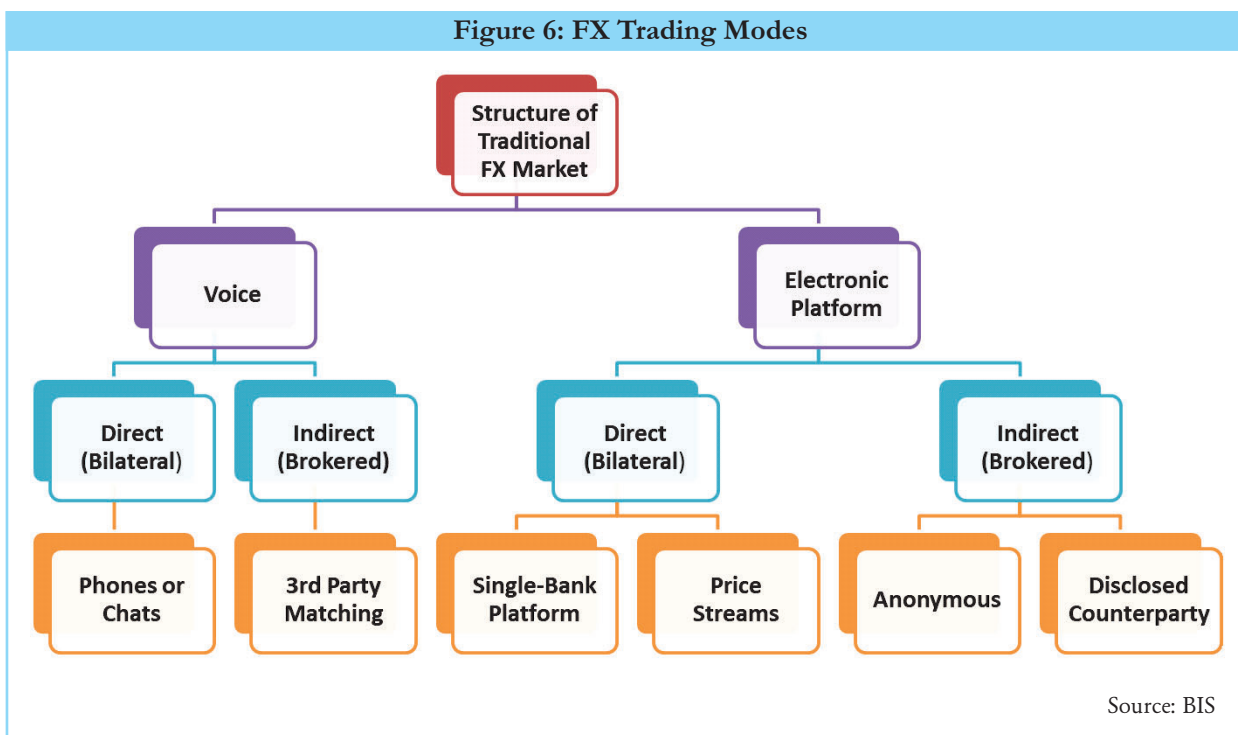 Figure 6: FX Trading Modes
Structure of
Traditional
FX Market
Voice
Electronic
Platform
Direct
(Bilateral)
Indirect
(Brokered)
Direct
(Bilateral)
Indirect
(Brokered)
Phones or
Chats
3rd Party
Matching
Single-Bank
Platform
Price
Streams
Anonymous
Disclosed
Counterparty
Source: BIS